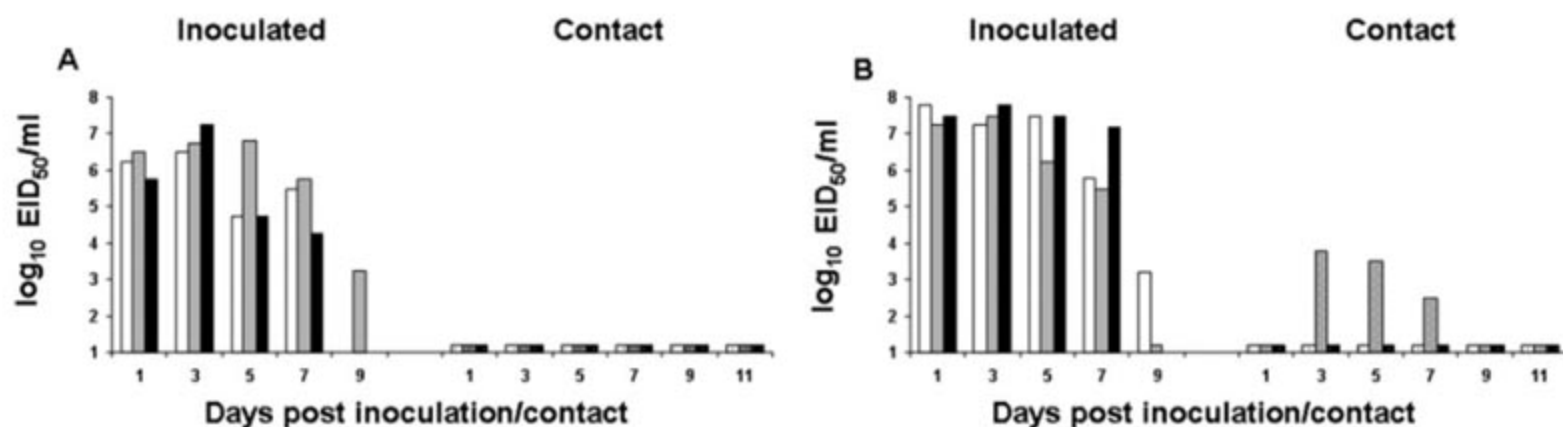 Inoculated Contact
A
log10 EID50/ml
8
7
6
5
4
3
2
1
1 3 5 7 9 1 3 5 7 9 11
Days post inoculation/contact
Inoculated Contact
B
log10 EID50/ml
8
7
6
5
4
3
2
1
1 3 5 7 9 1 3 5 7 9 11
Days post inoculation/contact